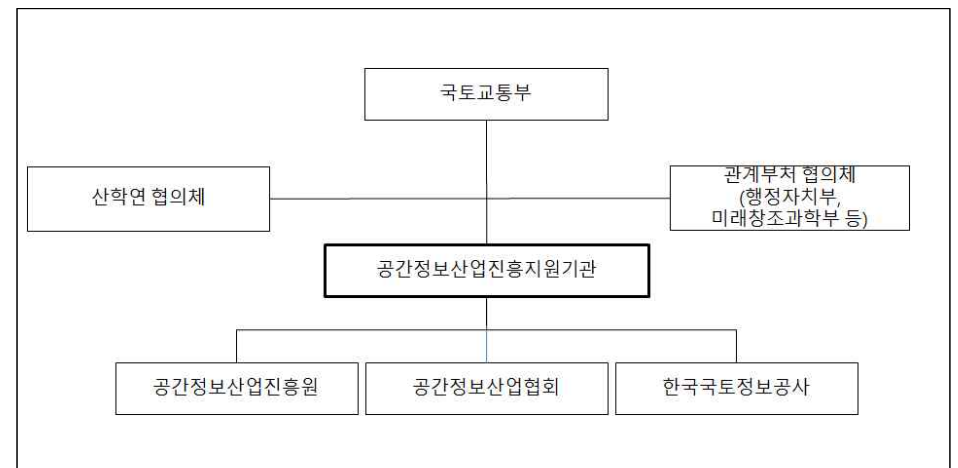 국토교통부
산학연 협의체
관계부처 협의체
(행정자치부,
미래창조과학부 등)
공간정보산업진흥지원기관
공간정보산업진흥원
공간정보산업협회
한국국토정보공사